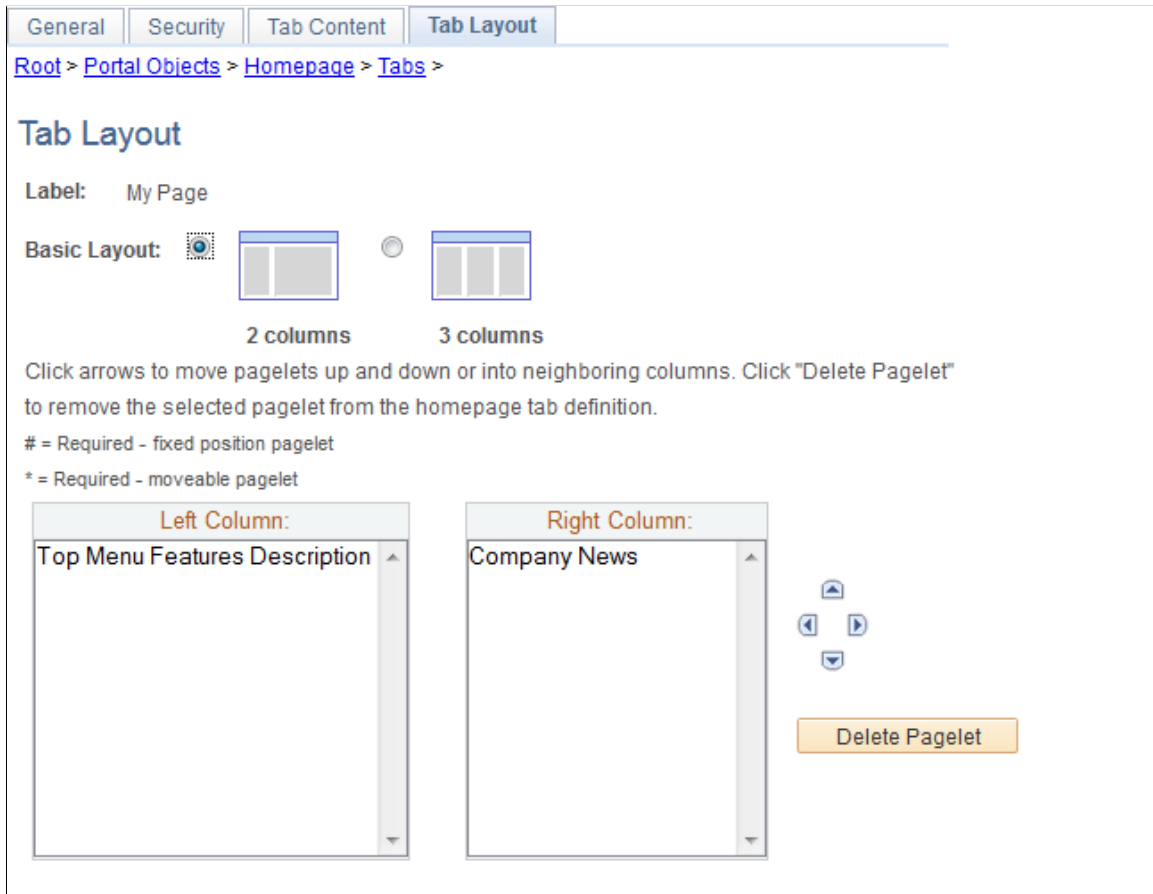 General Security Tab Content Tab Layout
Root > Portal Objects > Homepage > Tabs >
Tab Layout
Label: My Page
Basic Layout:
2 columns 3 columns
Click arrows to move pagelets up and down or into neighboring columns. Click "Delete Pagelet"
to remove the selected pagelet from the homepage tab definition.
# = Required - fixed position pagelet
* = Required - moveable pagelet
Left Column: Right Column:
Top Menu Features Description Company News
Delete Pagelet